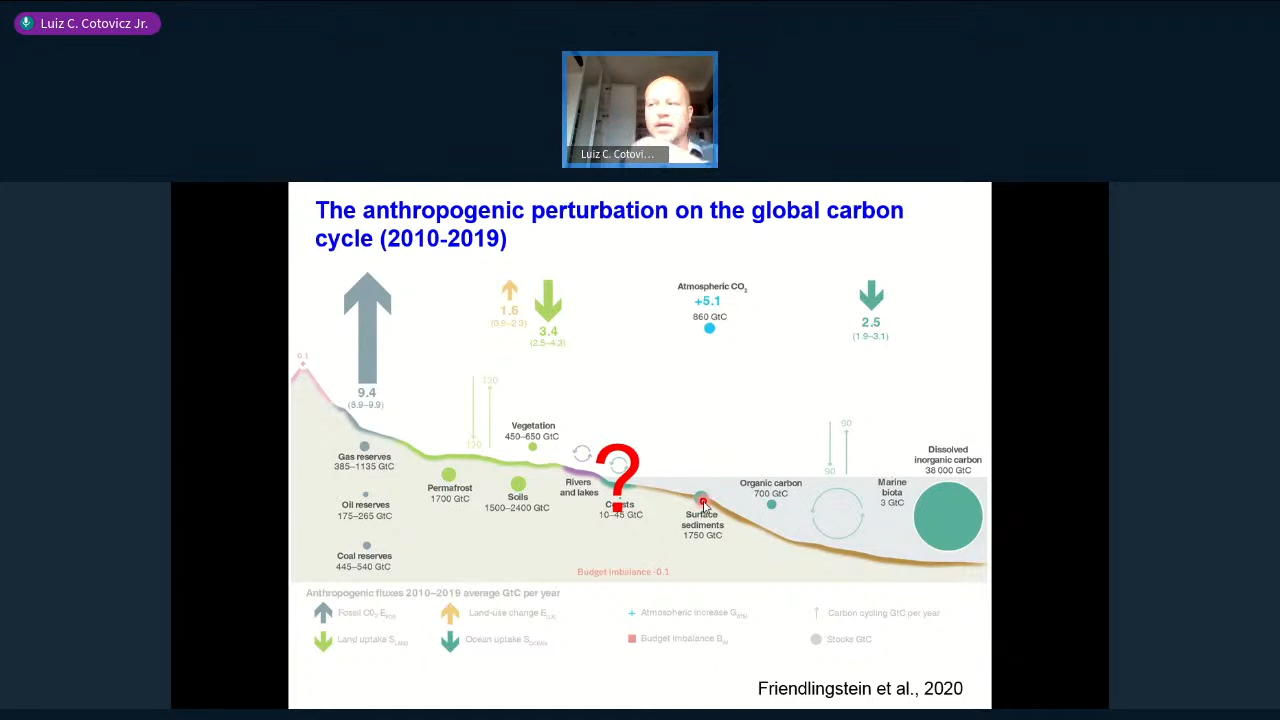 Luiz C. Cotovicz Jr.
Luiz C. Cotovi...
The anthropogenic perturbation on the global carbon
cycle (2010-2019)
9.4
(8.9–9.9)
0.1
+
1.6
(0.9–2.3)
3.4
(2.5–4.3)
Atmospheric CO2
+5.1
860 GtC
2.5
(1.9–3.1)
120
120
90
90
Gas reserves
385–1135 GtC
Oil reserves
175–265 GtC
Coal reserves
445–540 GtC
Permafrost
1700 GtC
Vegetation
450–650 GtC
Soils
1500–2400 GtC
Rivers
and lakes
?
10–45 GtC
Surface
sediments
1750 GtC
Organic carbon
700 GtC
Marine
biota
3 GtC
Dissolved
inorganic carbon
38 000 GtC
Budget imbalance -0.1
Anthropogenic fluxes 2010–2019 average GtC per year
Fossil CO2 EFOS
Land-use change ELUC
+ Atmospheric increase GATM
Carbon cycling GtC per year
Land uptake SLAND
Ocean uptake SOCEAN
Budget Imbalance BIM
Stocks GtC
Friendlingstein et al., 2020